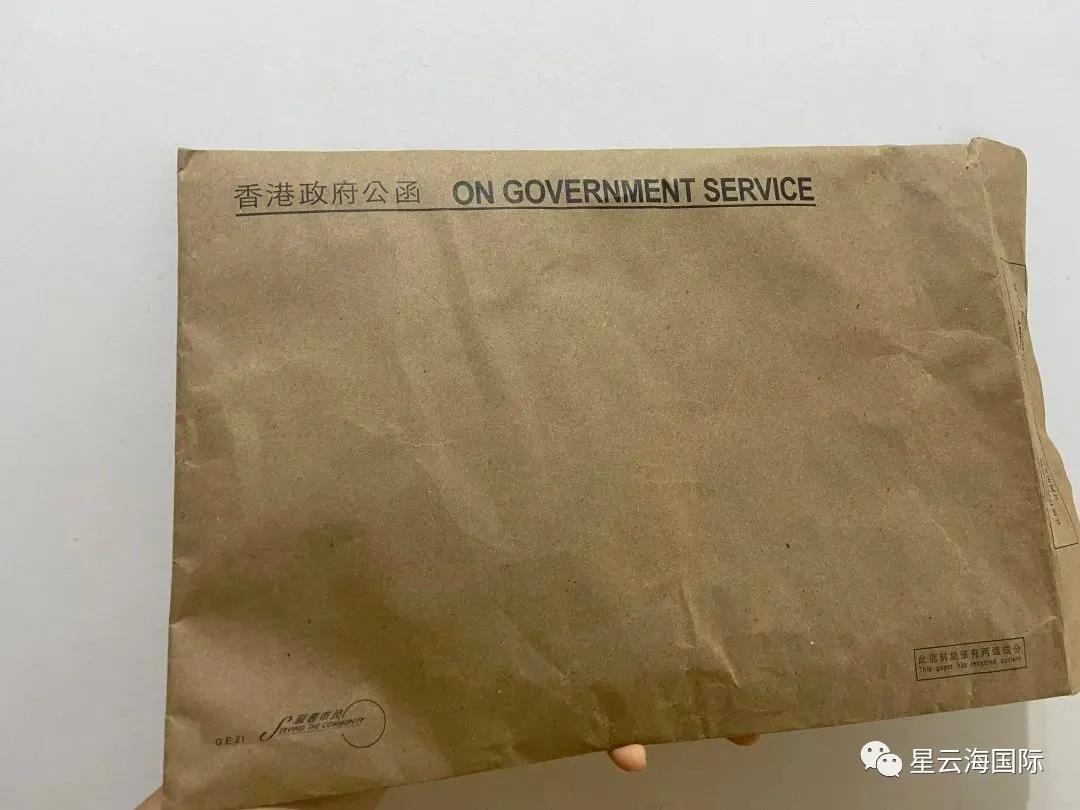 香港政府公函 ON GOVERNMENT SERVICE
此信封紙張有再造成分
This paper has recycled content
服務市民
SERVING THE COMMUNITY
G.E.21
星云海国际